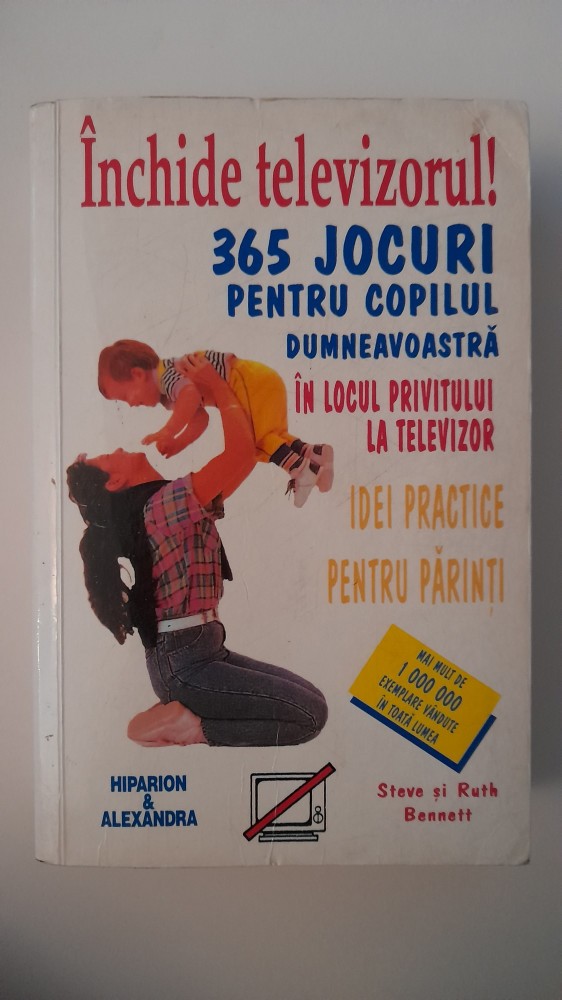 Închide televizorul!
365 JOCURI
PENTRU COPILUL
DUMNEAVOASTRĂ
ÎN LOCUL PRIVITULUI
LA TELEVIZOR
IDEI PRACTICE
PENTRU PĂRINȚI
MAI MULT DE
1 000 000
EXEMPLARE VÂNDUTE
ÎN TOATĂ LUMEA
HIPARION
&
ALEXANDRA
Steve și Ruth
Bennett